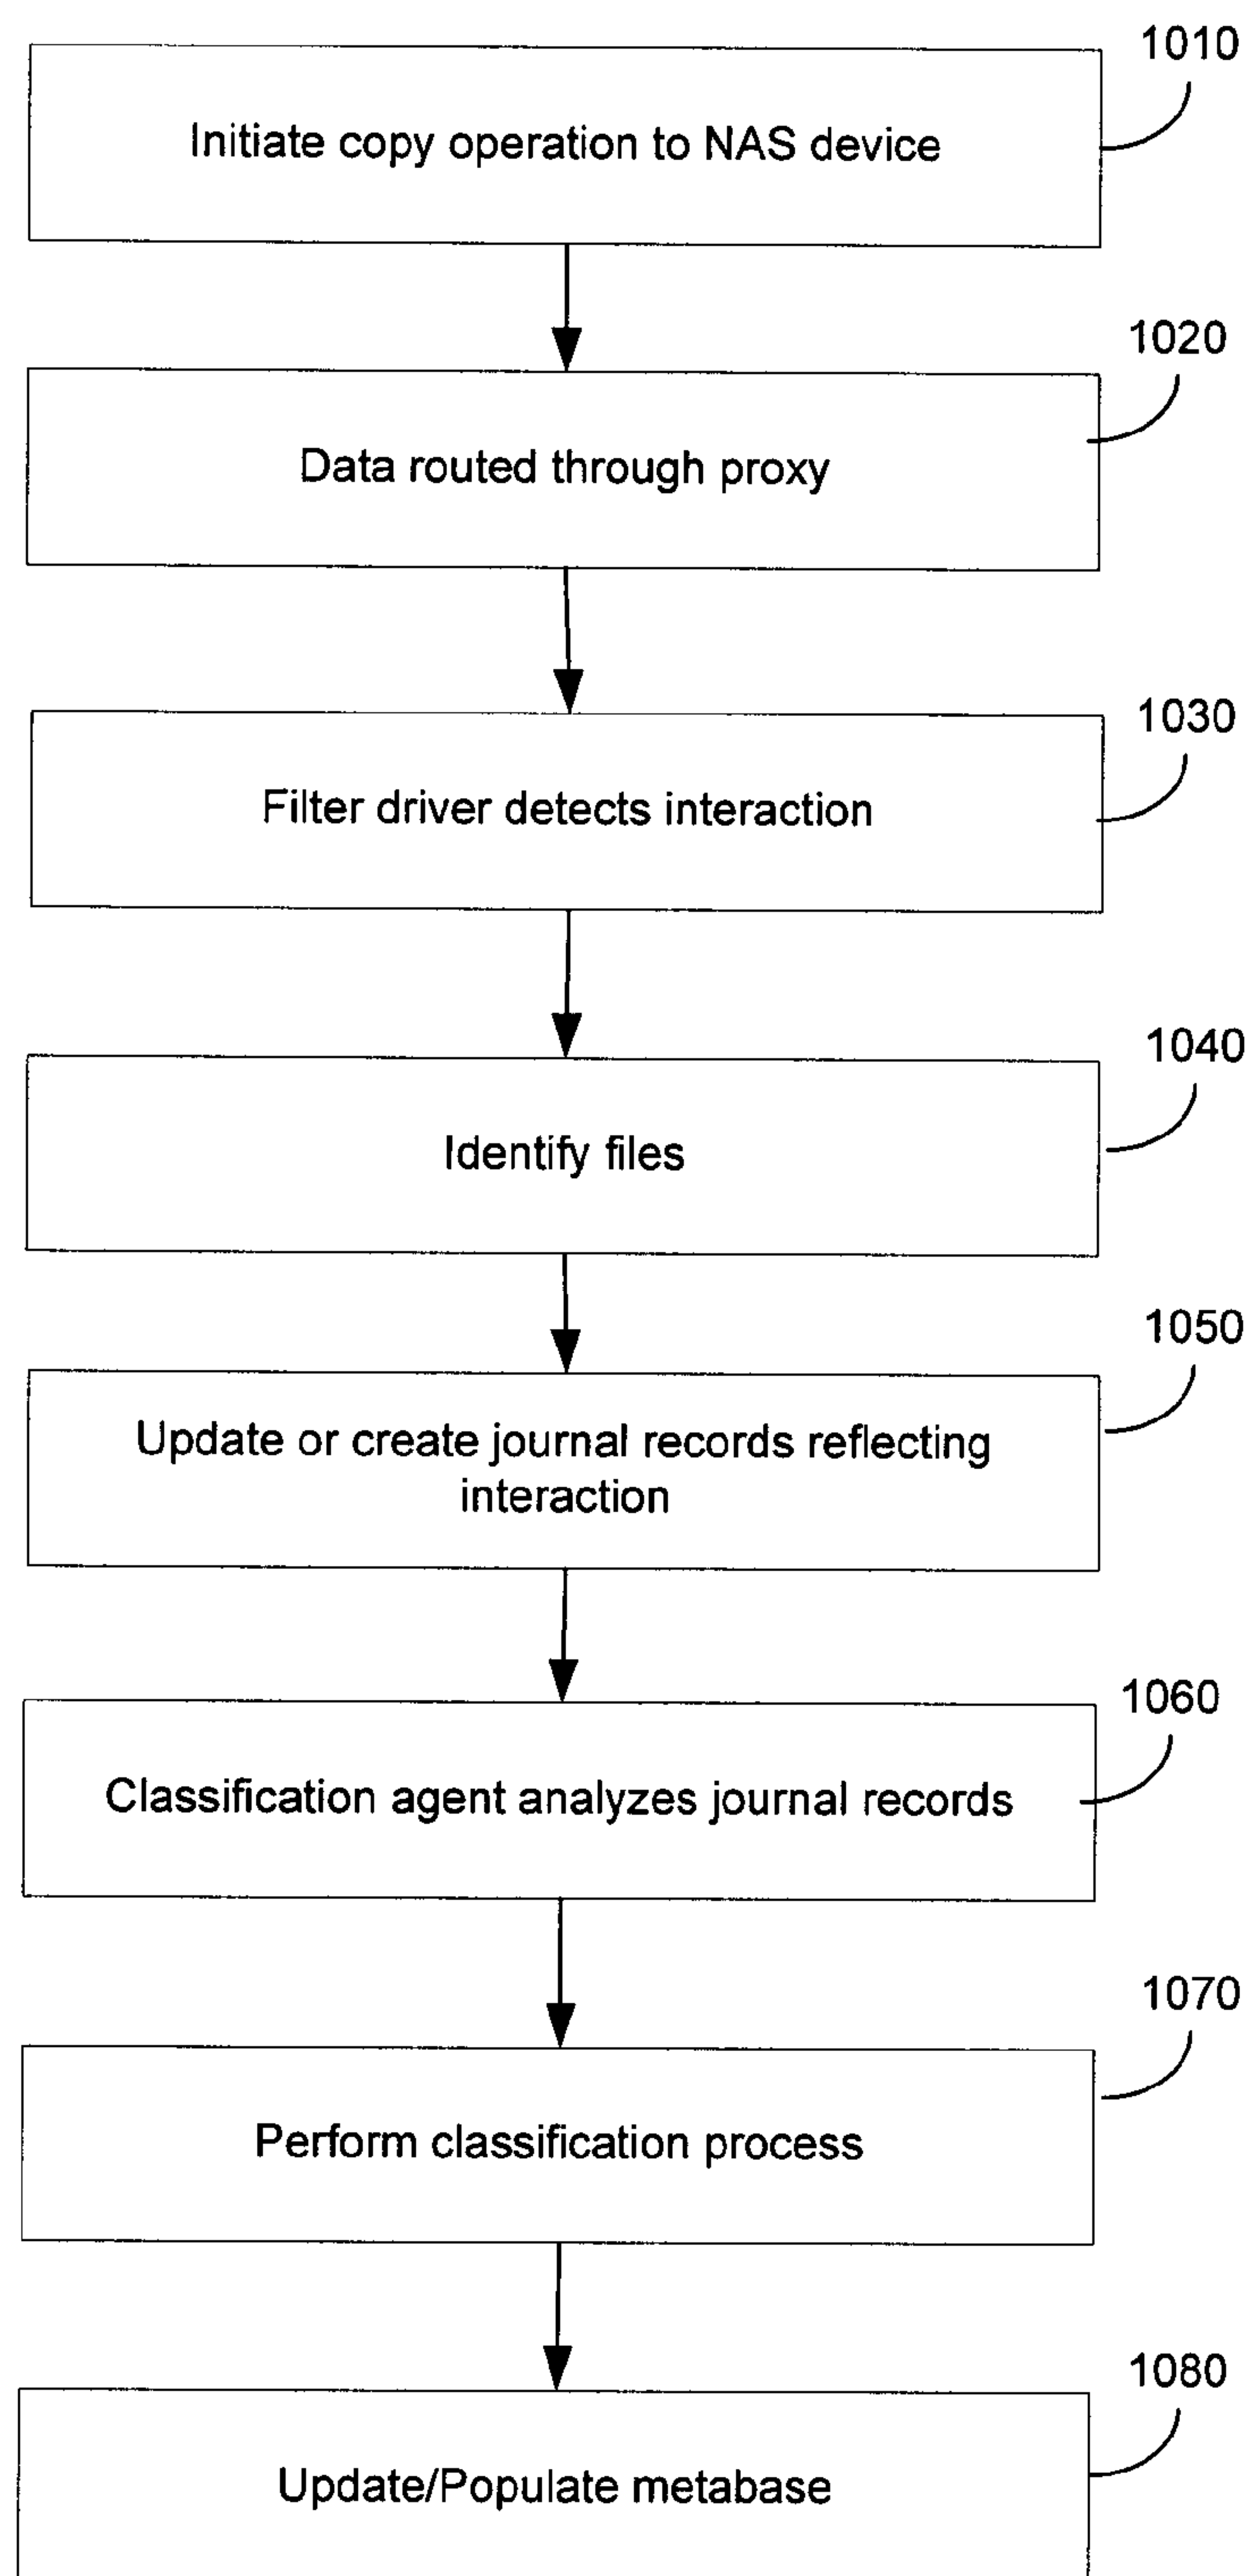 1010
Initiate copy operation to NAS device
1020
Data routed through proxy
1030
Filter driver detects interaction
1040
Identify files
1050
Update or create journal records reflecting
interaction
1060
Classification agent analyzes journal records
1070
Perform classification process
1080
Update/Populate metabase